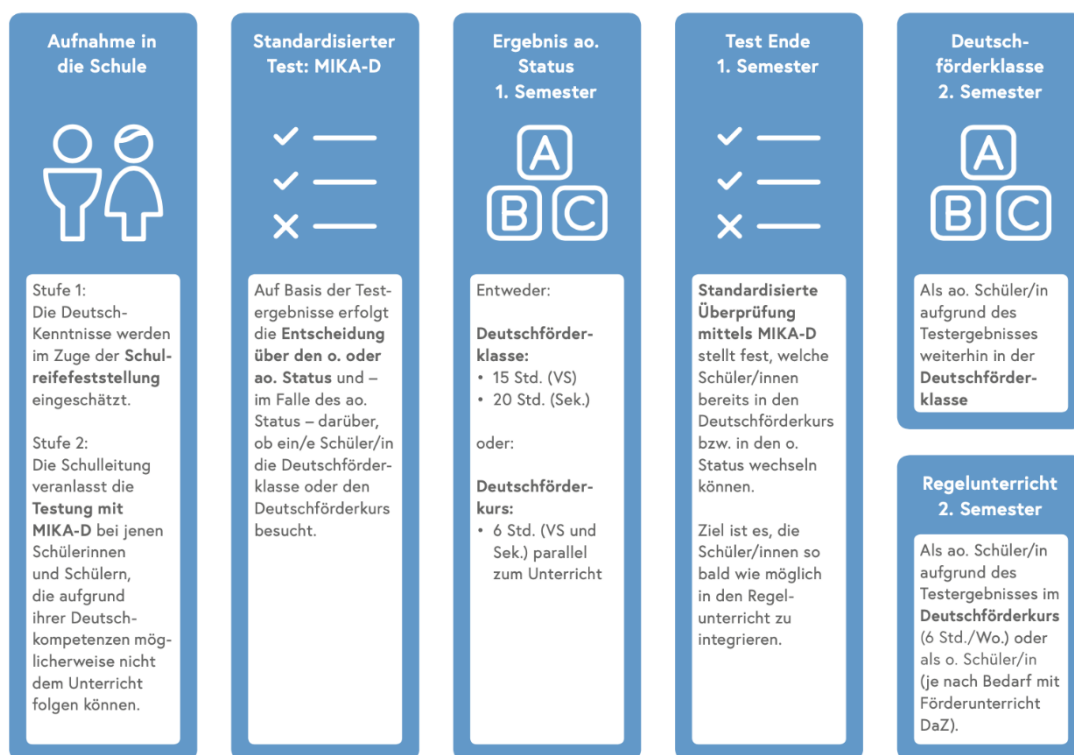 Aufnahme in
die Schule
Stufe 1:
Die Deutsch-
Kenntnisse werden
im Zuge der Schul-
reifefeststellung
eingeschätzt.
Stufe 2:
Die Schulleitung
veranlasst die
Testung mit
MIKA-D bei jenen
Schülerinnen
und Schülern,
die aufgrund
ihrer Deutsch-
kompetenzen mög-
licherweise nicht
dem Unterricht
folgen können.
Standardisierter
Test: MIKA-D
Auf Basis der Test-
ergebnisse erfolgt
die Entscheidung
über den o. oder
ao. Status und –
im Falle des ao.
Status – darüber,
ob ein/e Schüler/in
die Deutschförder-
klasse oder den
Deutschförderkurs
besucht.
Ergebnis ao.
Status
1. Semester
A
B C
Entweder:
Deutschförder-
klasse:
• 15 Std. (VS)
• 20 Std. (Sek.)
oder:
Deutschförder-
kurs:
• 6 Std. (VS und
Sek.) parallel
zum Unterricht
Test Ende
1. Semester
Standardisierte
Überprüfung
mittels MIKA-D
stellt fest, welche
Schüler/innen
bereits in den
Deutschförderkurs
bzw. in den o.
Status wechseln
können.
Ziel ist es, die
Schüler/innen so
bald wie möglich
in den Regel-
unterricht zu
integrieren.
Deutsch-
förderklasse
2. Semester
A
B C
Als ao. Schüler/in
aufgrund des
Testergebnisses
weiterhin in der
Deutschförder-
klasse
Regelunterricht
2. Semester
Als ao. Schüler/in
aufgrund des
Testergebnisses im
Deutschförderkurs
(6 Std./Wo.) oder
als o. Schüler/in
(je nach Bedarf mit
Förderunterricht
DaZ).